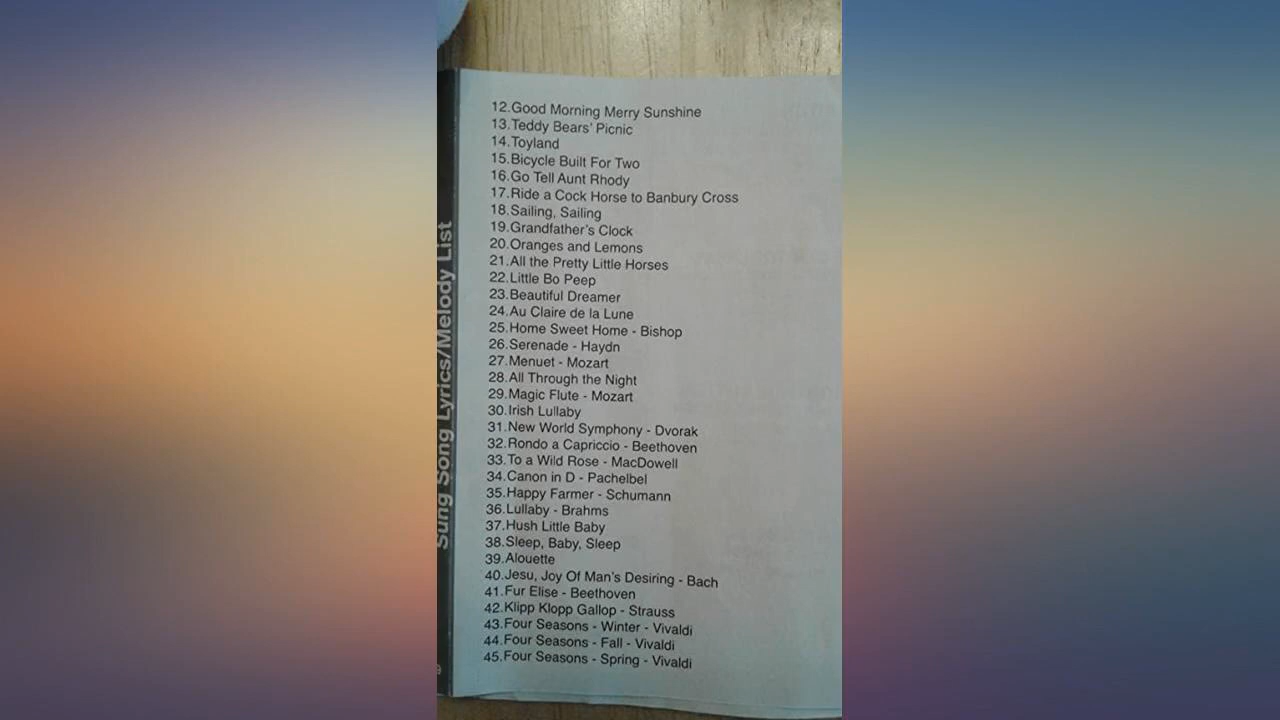 Sung Song Lyrics/Melody List
12.Good Morning Merry Sunshine
13.Teddy Bears' Picnic
14.Toyland
15.Bicycle Built For Two
16.Go Tell Aunt Rhody
17.Ride a Cock Horse to Banbury Cross
18.Sailing, Sailing
19.Grandfather's Clock
20.Oranges and Lemons
21.All the Pretty Little Horses
22.Little Bo Peep
23.Beautiful Dreamer
24.Au Claire de la Lune
25.Home Sweet Home - Bishop
26.Serenade - Haydn
27.Menuet - Mozart
28.All Through the Night
29.Magic Flute - Mozart
30.Irish Lullaby
31.New World Symphony - Dvorak
32.Rondo a Capriccio - Beethoven
33.To a Wild Rose - MacDowell
34.Canon in D - Pachelbel
35.Happy Farmer - Schumann
36.Lullaby - Brahms
37.Hush Little Baby
38.Sleep, Baby, Sleep
39.Alouette
40.Jesu, Joy Of Man's Desiring - Bach
41.Fur Elise - Beethoven
42.Klipp Klopp Gallop - Strauss
43.Four Seasons - Winter - Vivaldi
44.Four Seasons - Fall - Vivaldi
45.Four Seasons - Spring - Vivaldi